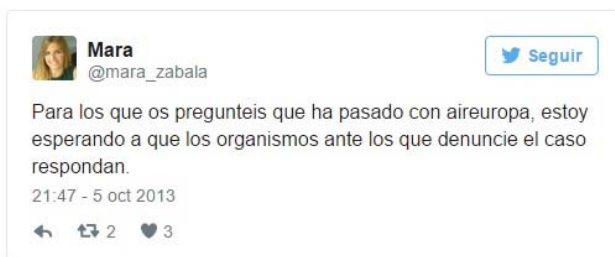 Mara
@mara_zabala
Seguir
Para los que os pregunteis que ha pasado con aireuropa, estoy
esperando a que los organismos ante los que denuncie el caso
respondan.
21:47 - 5 oct 2013
2
3